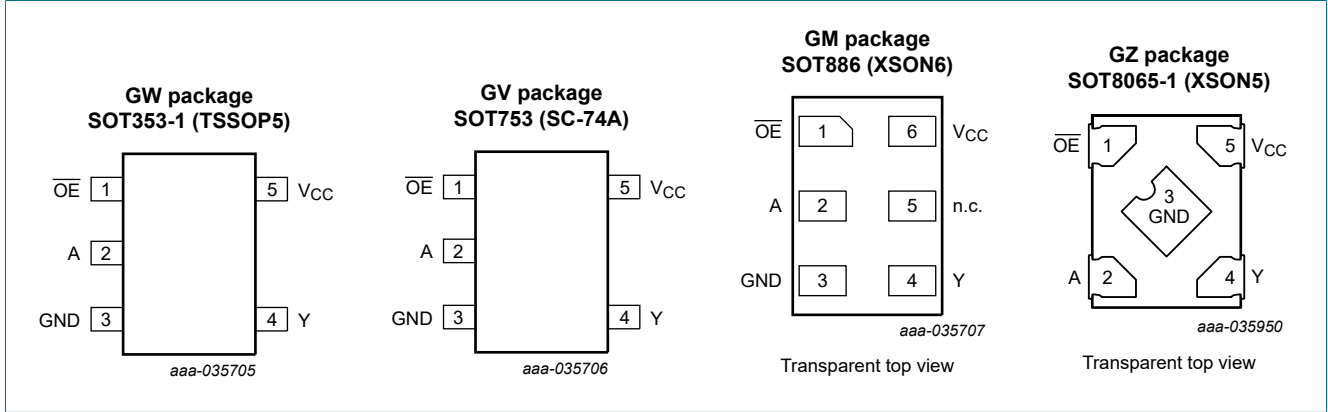 GW package
SOT353-1 (TSSOP5)
OE 1
5 VCC
A 2
GND 3
4 Y
aaa-035705
GV package
SOT753 (SC-74A)
OE 1
5 VCC
A 2
GND 3
4 Y
aaa-035706
GM package
SOT886 (XSON6)
OE 1
6 VCC
A 2
5 n.c.
GND 3
4 Y
aaa-035707
Transparent top view
GZ package
SOT8065-1 (XSON5)
OE 1
5 VCC
3
GND
A 2
4 Y
aaa-035950
Transparent top view